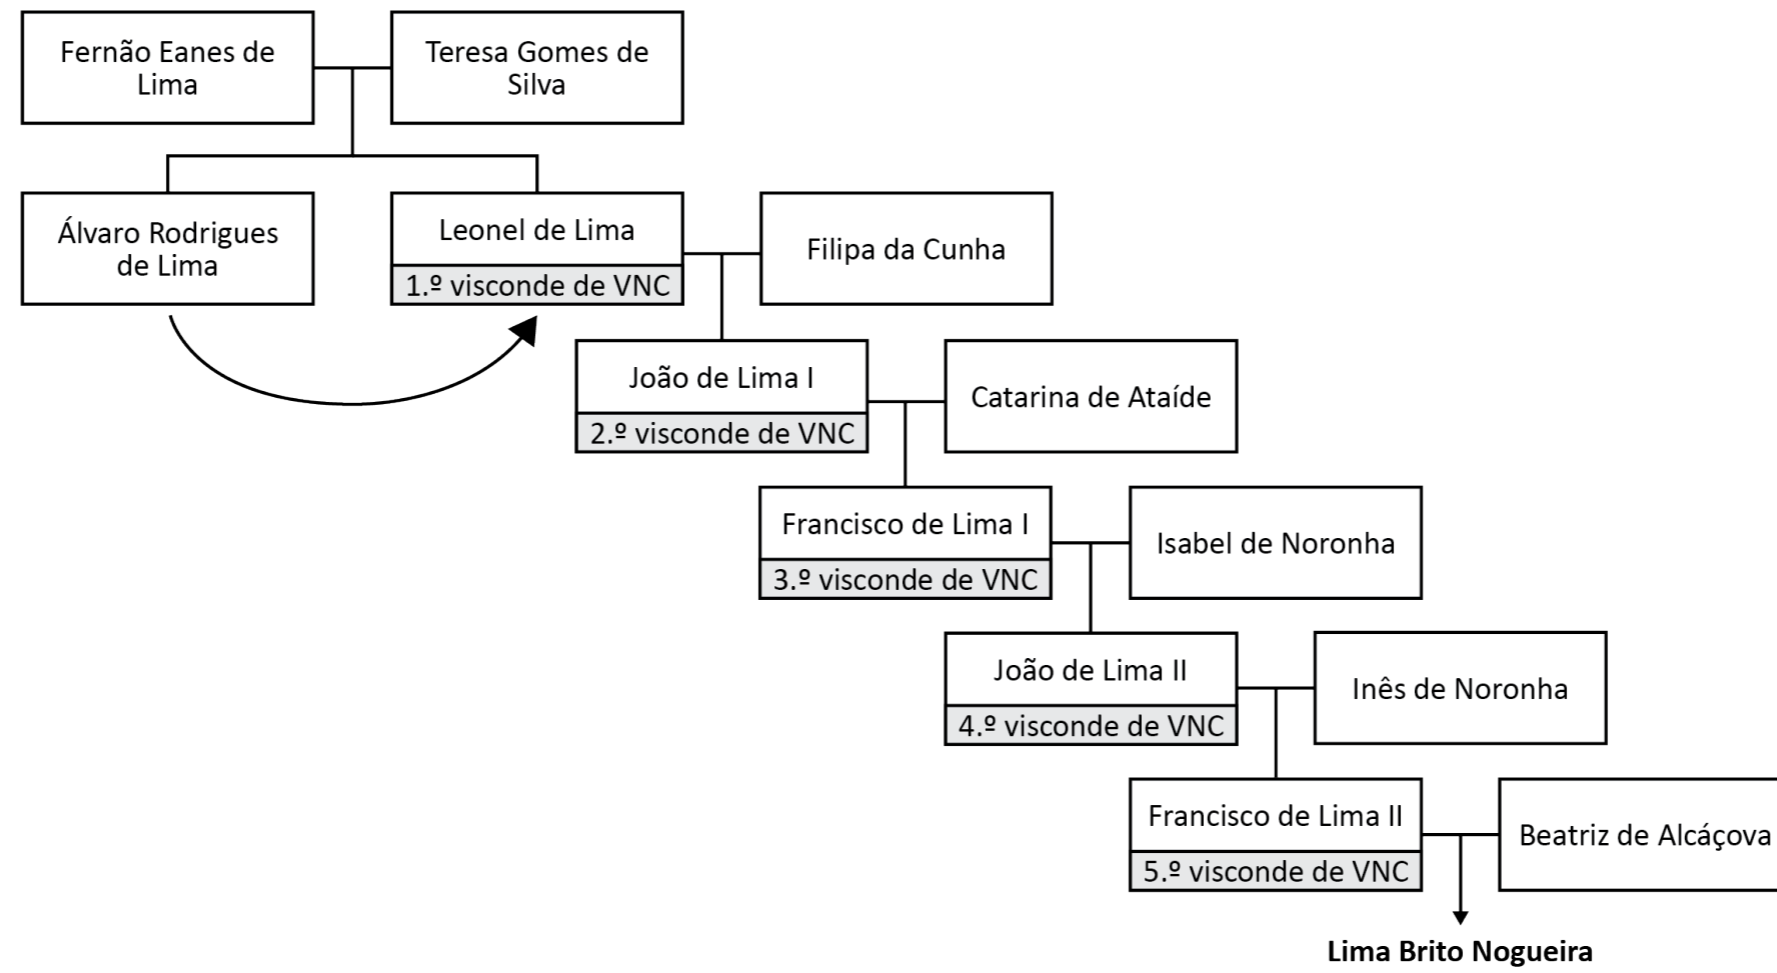 Fernão Eanes de
Lima
Teresa Gomes de
Silva
Álvaro Rodrigues
de Lima
Leonel de Lima
1.º visconde de VNC
Filipa da Cunha
João de Lima I
2.º visconde de VNC
Catarina de Ataíde
Francisco de Lima I
3.º visconde de VNC
Isabel de Noronha
João de Lima II
4.º visconde de VNC
Inês de Noronha
Francisco de Lima II
5.º visconde de VNC
Beatriz de Alcáçova
Lima Brito Nogueira